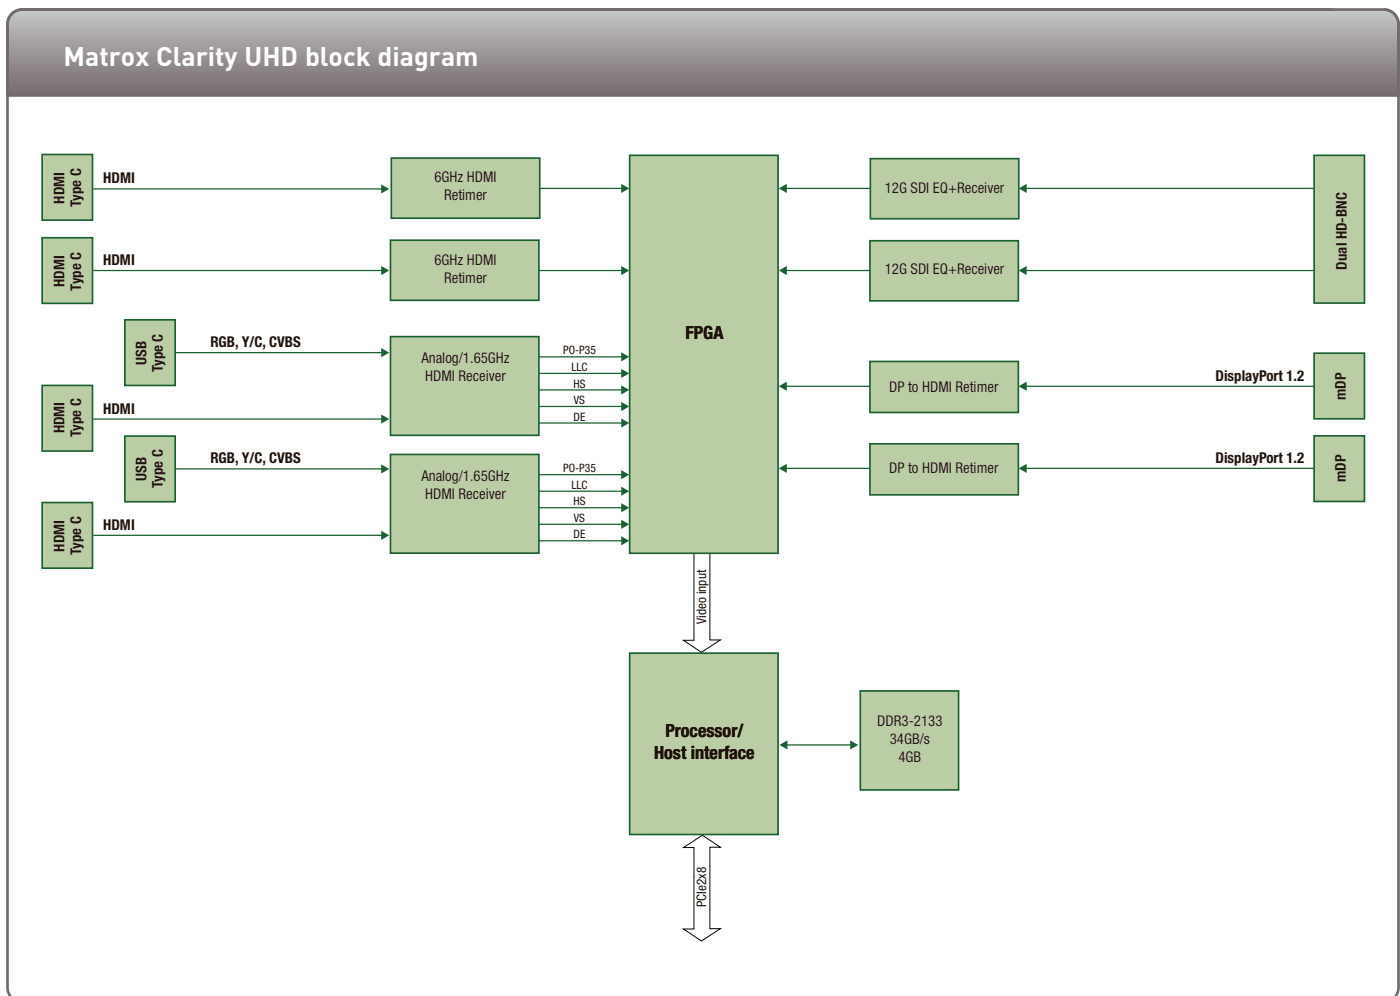 Matrox Clarity UHD block diagram
HDMI
Type C
HDMI
6GHz HDMI
Retimer
HDMI
Type C
HDMI
6GHz HDMI
Retimer
USB
Type C
RGB, Y/C, CVBS
Analog/1.65GHz
HDMI Receiver
PO-P35
LLC
HS
VS
DE
HDMI
Type C
HDMI
USB
Type C
RGB, Y/C, CVBS
Analog/1.65GHz
HDMI Receiver
PO-P35
LLC
HS
VS
DE
HDMI
Type C
HDMI
FPGA
12G SDI EQ+Receiver
12G SDI EQ+Receiver
Dual HD-BNC
DP to HDMI Retimer
DisplayPort 1.2
mDP
DP to HDMI Retimer
DisplayPort 1.2
mDP
Video input
Processor/
Host interface
DDR3-2133
34GB/s
4GB
PCIe2x8